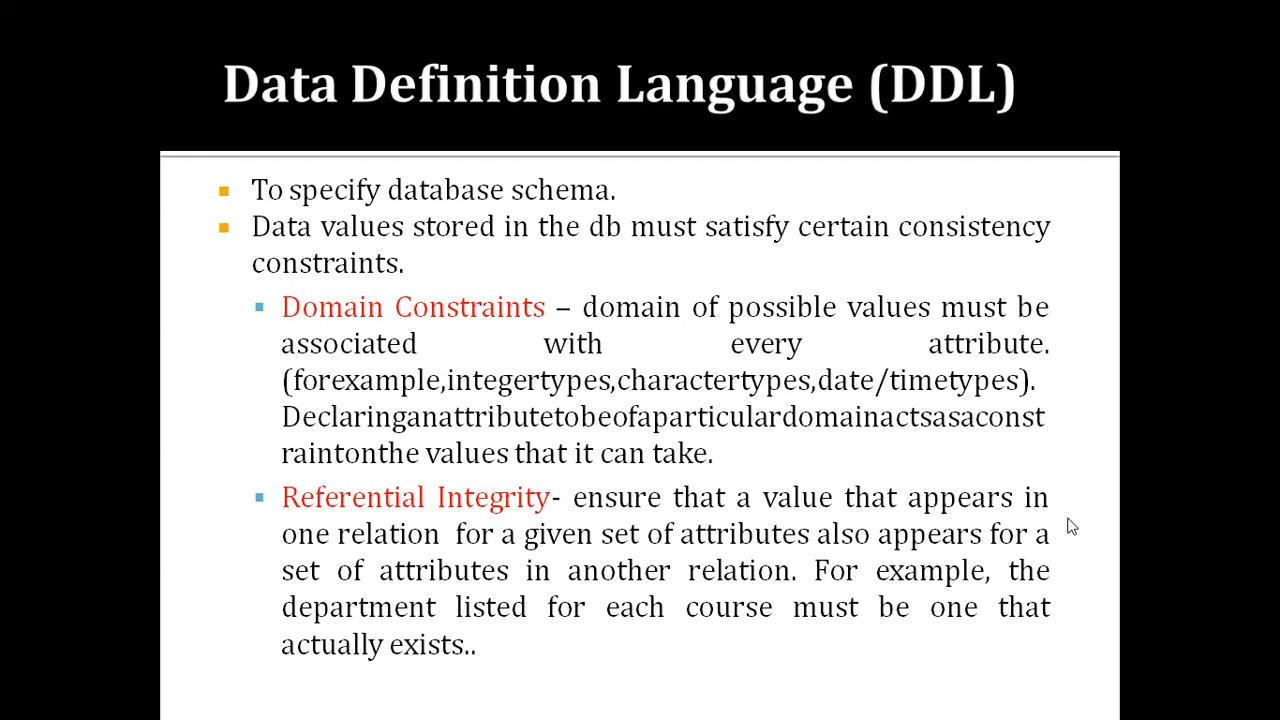 Data Definition Language (DDL)
To specify database schema.
Data values stored in the db must satisfy certain consistency
constraints.
Domain Constraints – domain of possible values must be
associated with every attribute.
(forexample,integertypes,charactertypes,date/timetypes).
Declaringanattributetobeofaparticulardomainactsasaconst
raintonthe values that it can take.
Referential Integrity- ensure that a value that appears in
one relation for a given set of attributes also appears for a
set of attributes in another relation. For example, the
department listed for each course must be one that
actually exists..